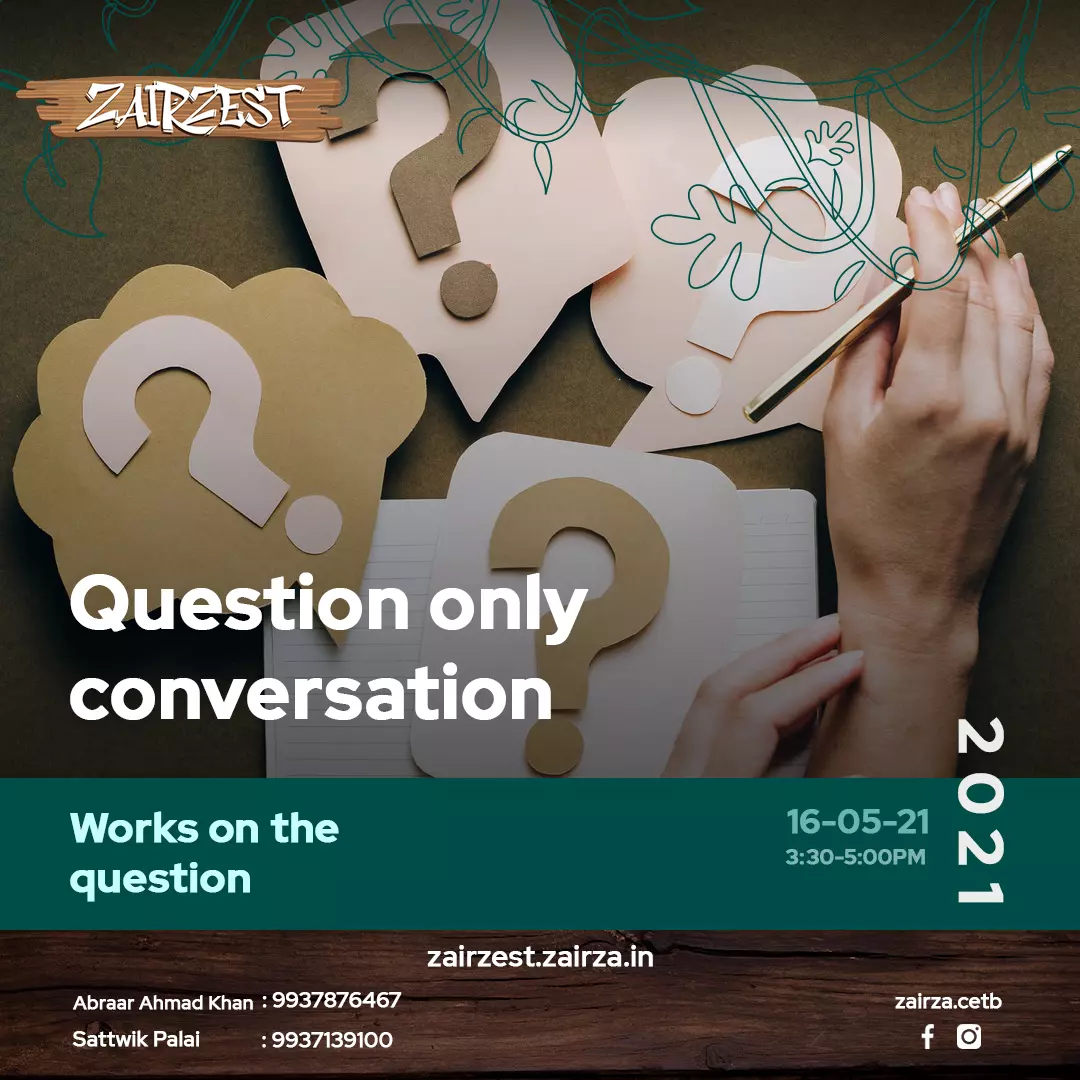 ZAIRZEST
Question only
conversation
Works on the
question
16-05-21
3:30-5:00PM
2021
zairzest.zairza.in
Abraar Ahmad Khan : 9937876467
Sattwik Palai : 9937139100
zairza.cetb